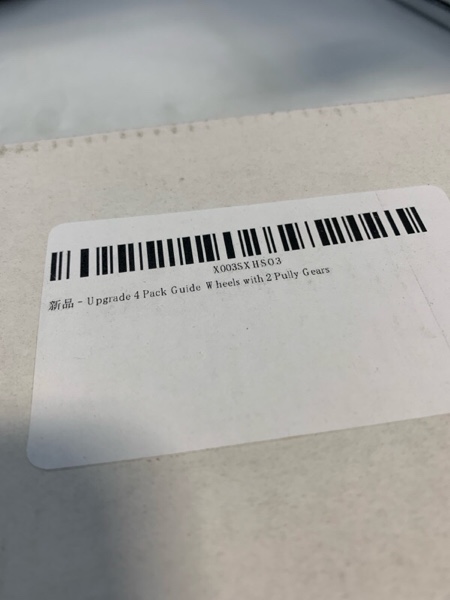 X003SXHSO3
新品 - Upgrade 4 Pack Guide Wheels with 2 Pully Gears